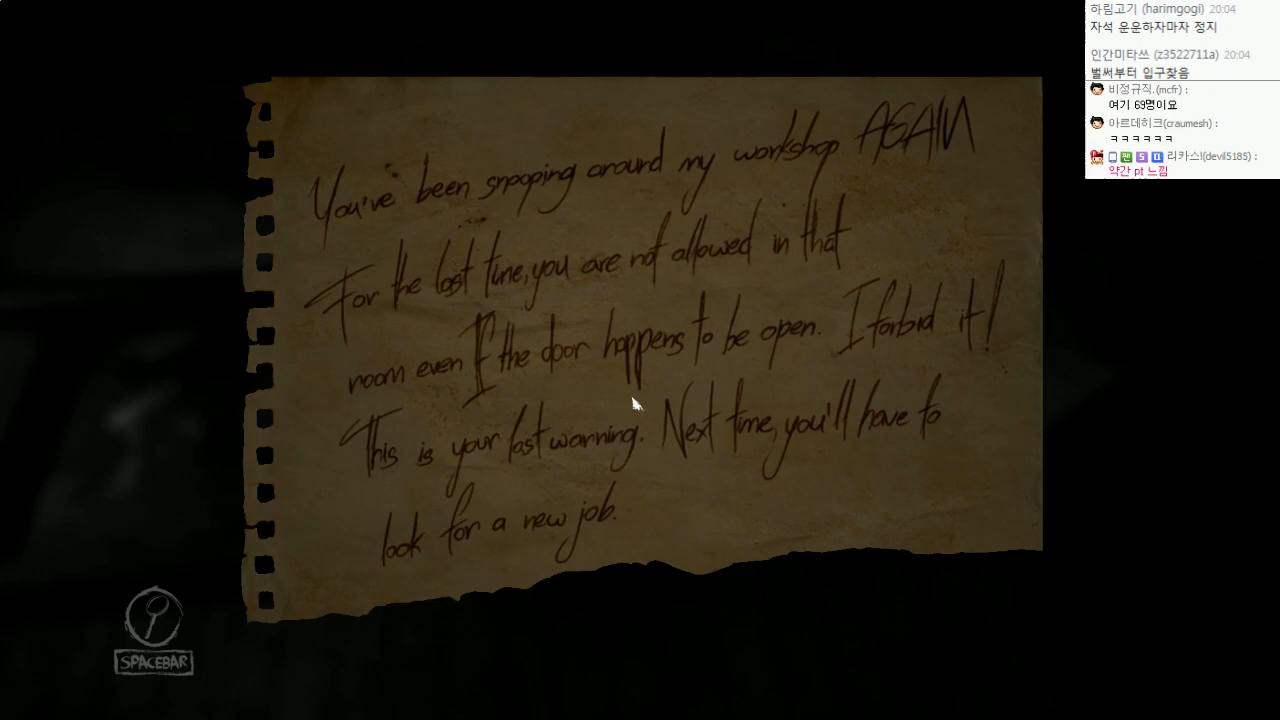 You've been snooping around my workshop AGAIN
For the last time, you are not allowed in that
room even If the door happens to be open. I forbid it!
This is your last warning. Next time, you'll have to
look for a new job.
SPACEBAR
하림고기 (harimgogi) 20:04
자석 운운하자마자 정지
인간미타쓰 (z3522711a) 20:04
벌써부터 입구찾음
비정규직.(mcfr) :
여기 69명이요
아르데히크(craumesh) :
ㅋㅋㅋㅋㅋㅋ
팬 S 리카스!(devil5185) :
약간 pt 느낌